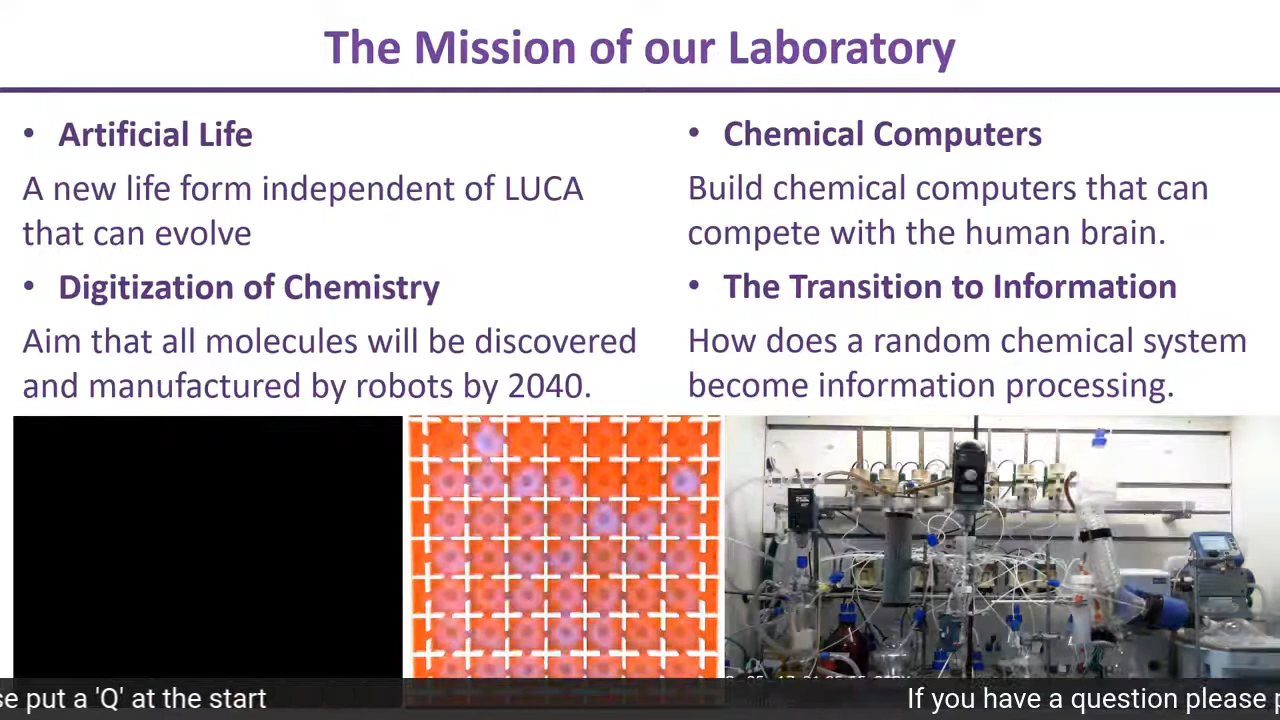 The Mission of our Laboratory
• Artificial Life
A new life form independent of LUCA
that can evolve
• Digitization of Chemistry
Aim that all molecules will be discovered
and manufactured by robots by 2040.
• Chemical Computers
Build chemical computers that can
compete with the human brain.
• The Transition to Information
How does a random chemical system
become information processing.
put a 'Q' at the start
If you have a question please